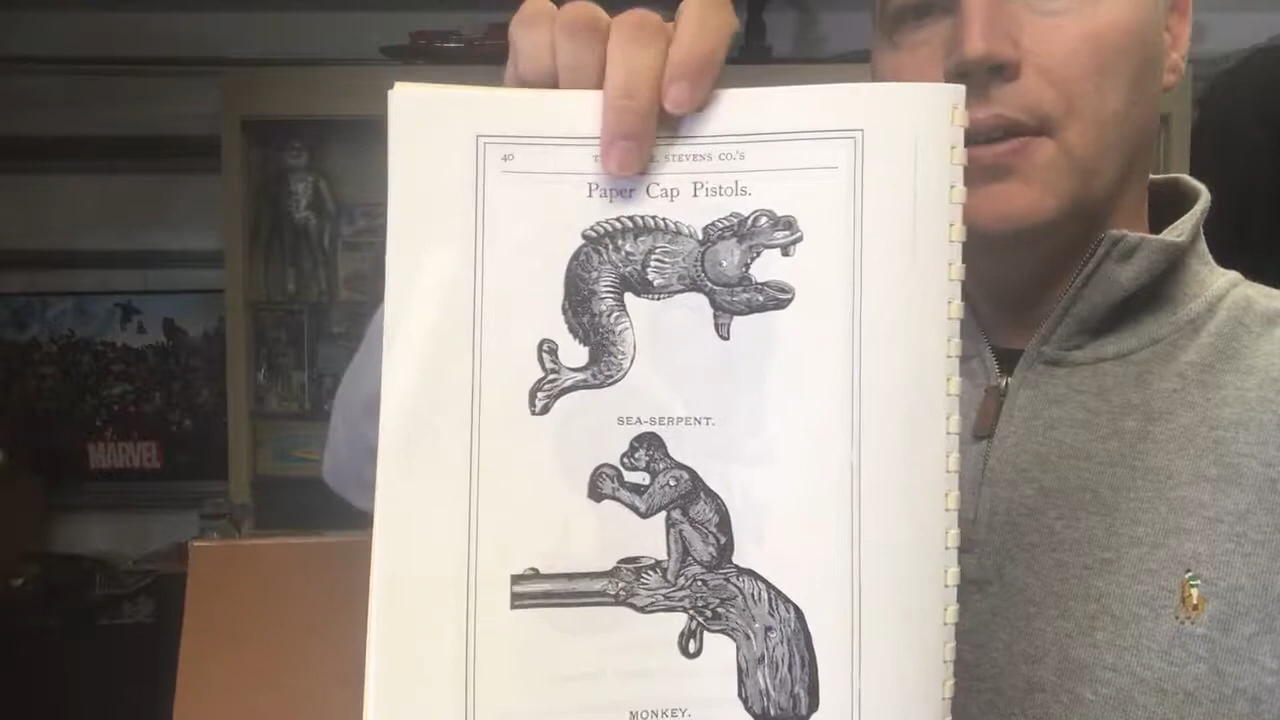 40
STEVENS CO.'S
Paper Cap Pistols.
SEA-SERPENT.
MONKEY.
MARVEL